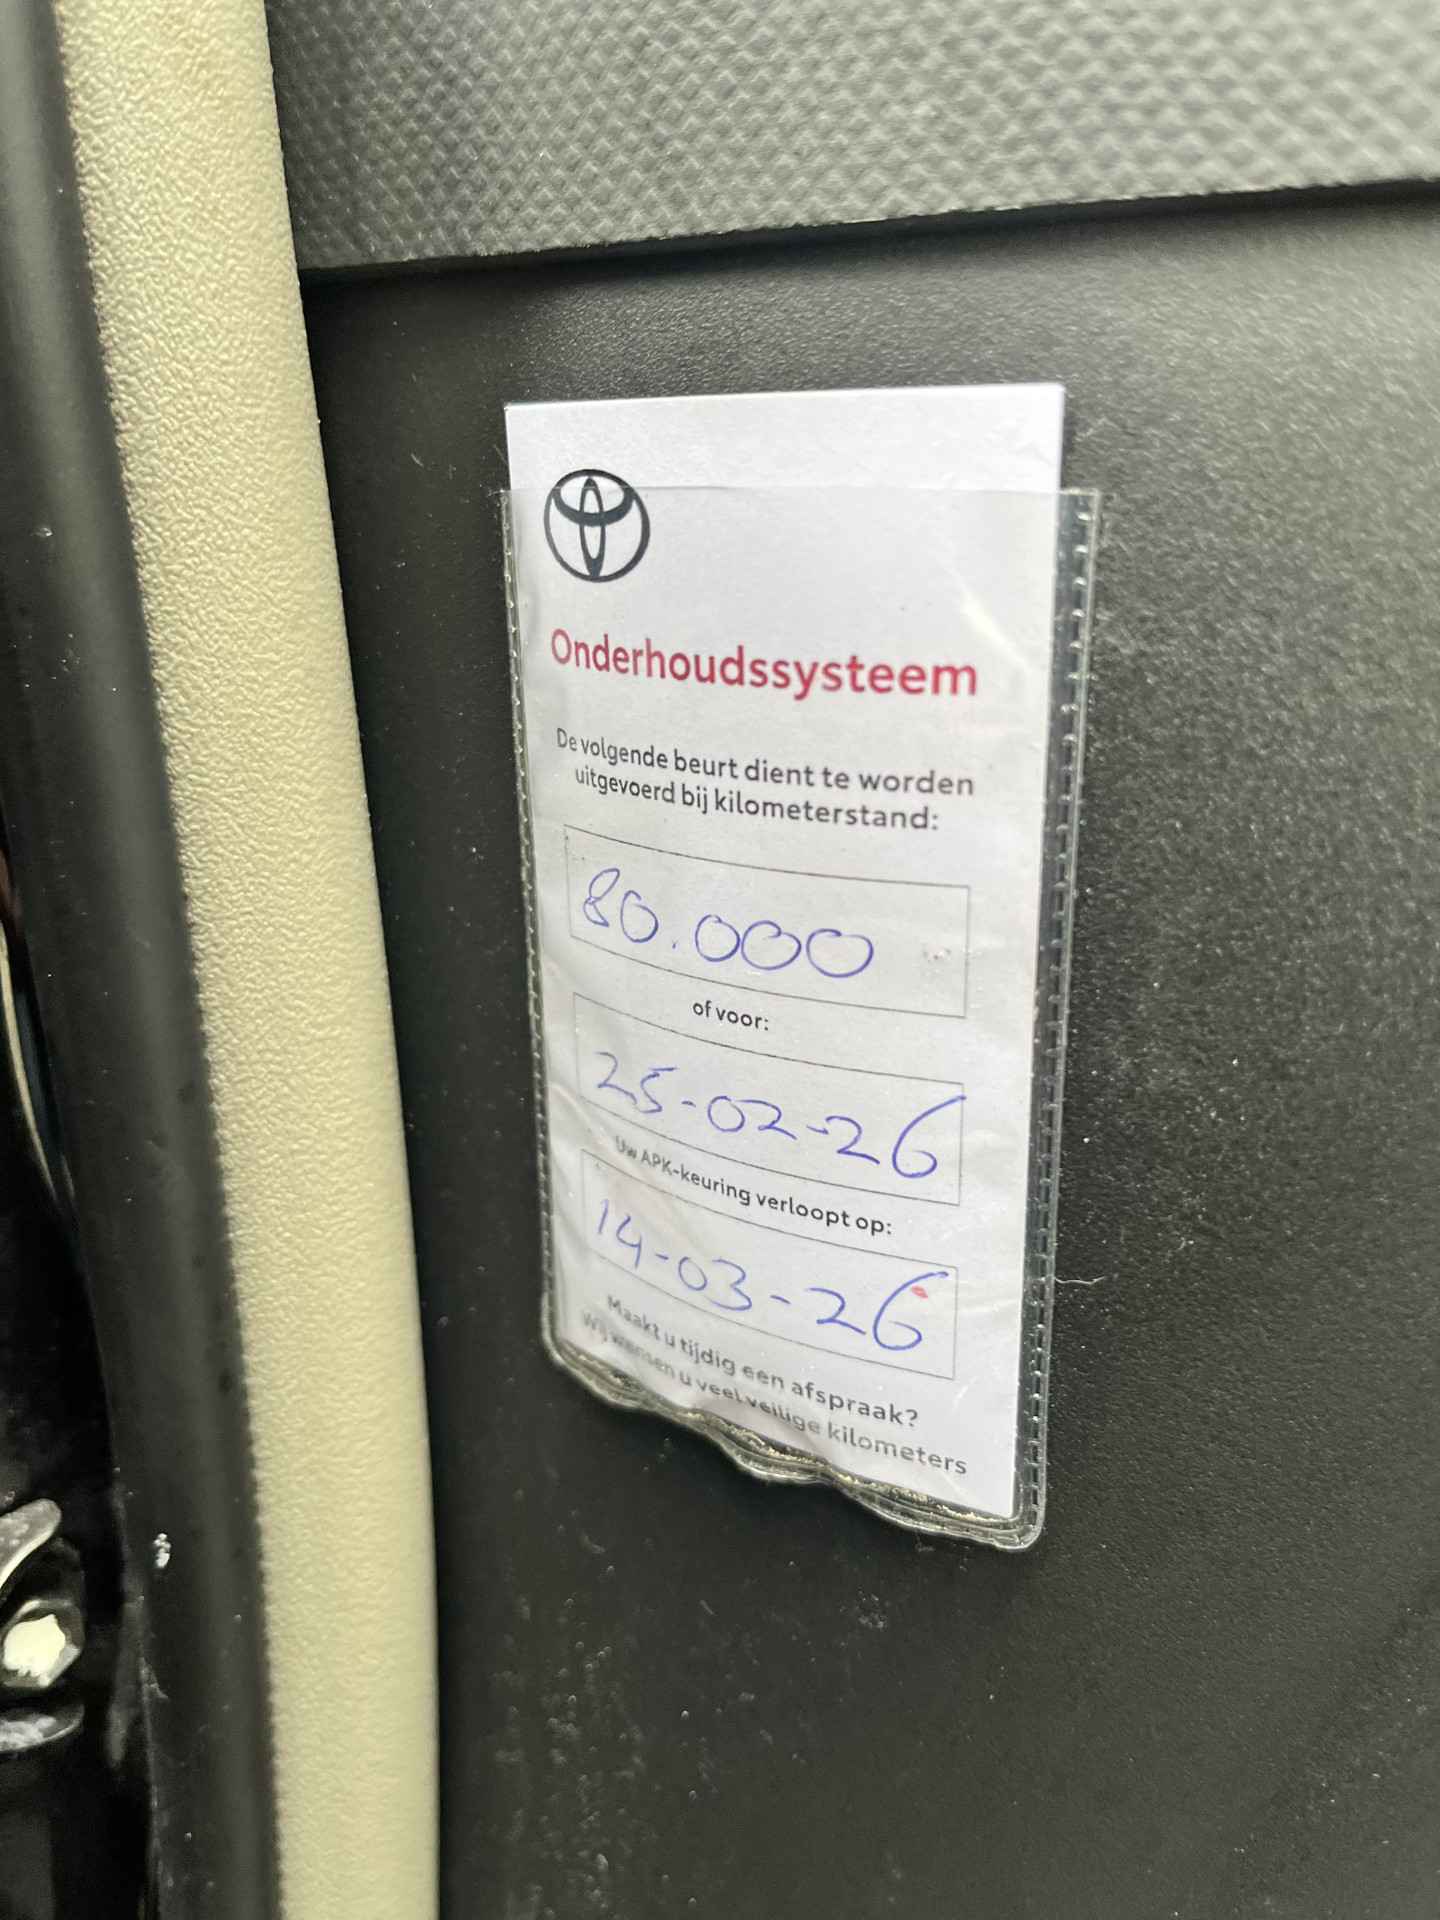 Onderhoudssysteem
De volgende beurt dient te worden
uitgevoerd bij kilometerstand:
80.000
of voor:
25-02-26
Uw APK-keuring verloopt op:
14-03-26
Maakt u tijdig een afspraak?
Wij wensen u veel veilige kilometers